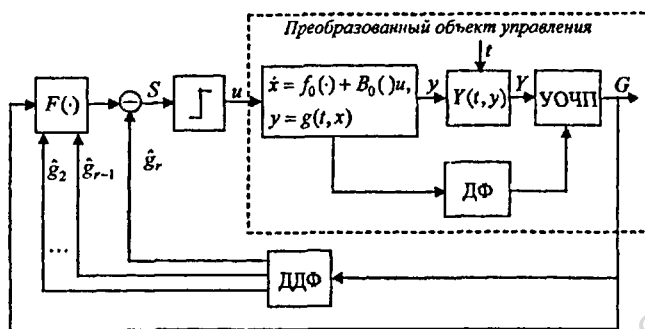 Преобразованный объект управления
t
F(·)
S
u
ẋ = f₀(·) + B₀( )u,
y = g(t, x)
y
Y(t, y)
Y
УОЧП
G
ĝ₂
ĝᵣ₋₁
ĝᵣ
ДФ
...
ДДФ